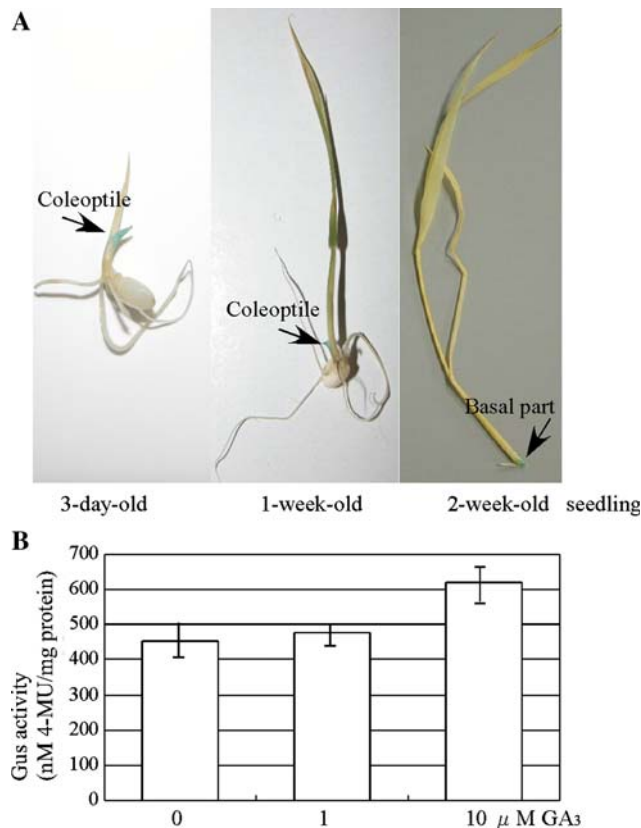 A
Coleoptile
Coleoptile
Basal part
3-day-old 1-week-old 2-week-old seedling
B
Gus activity
(nM 4-MU/mg protein)
700
600
500
400
300
200
100
0
0 1 10 μ M GA3